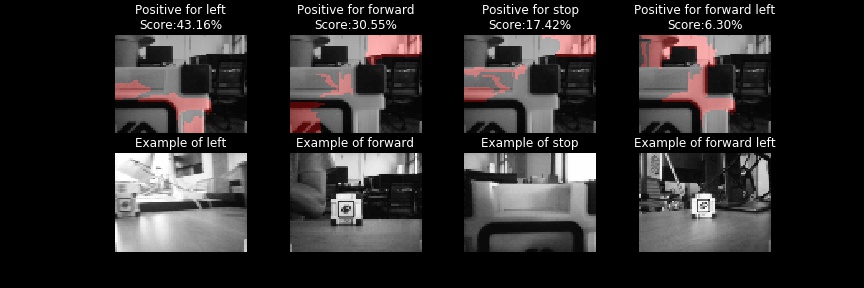 Positive for left
Score:43.16%
Positive for forward
Score:30.55%
Positive for stop
Score:17.42%
Positive for forward left
Score:6.30%
Example of left
Example of forward
Example of stop
Example of forward left